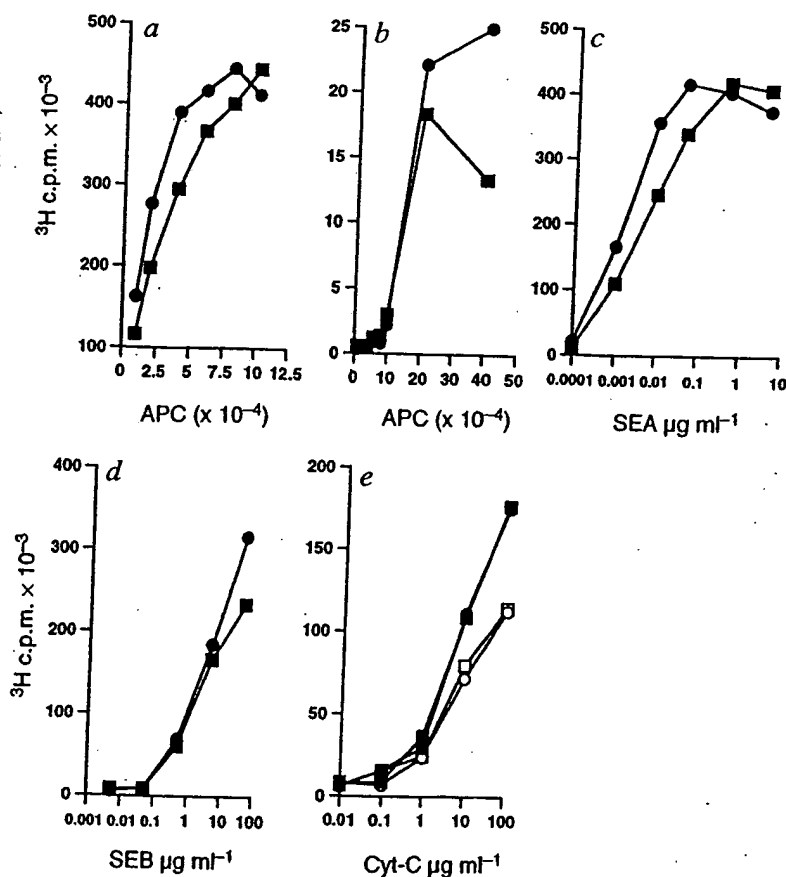 a
³H c.p.m. × 10⁻³
500
400
300
200
100
0 2.5 5 7.5 10 12.5
APC (x 10⁻⁴)
b
25
20
15
10
5
0
0 10 20 30 40 50
APC (x 10⁻⁴)
c
500
400
300
200
100
0
0.0001 0.001 0.01 0.1 1 10
SEA µg ml⁻¹
d
³H c.p.m. × 10⁻³
400
300
200
100
0
0.001 0.01 0.1 1 10 100
SEB µg ml⁻¹
e
200
150
100
50
0
0.01 0.1 1 10 100
Cyt-C µg ml⁻¹